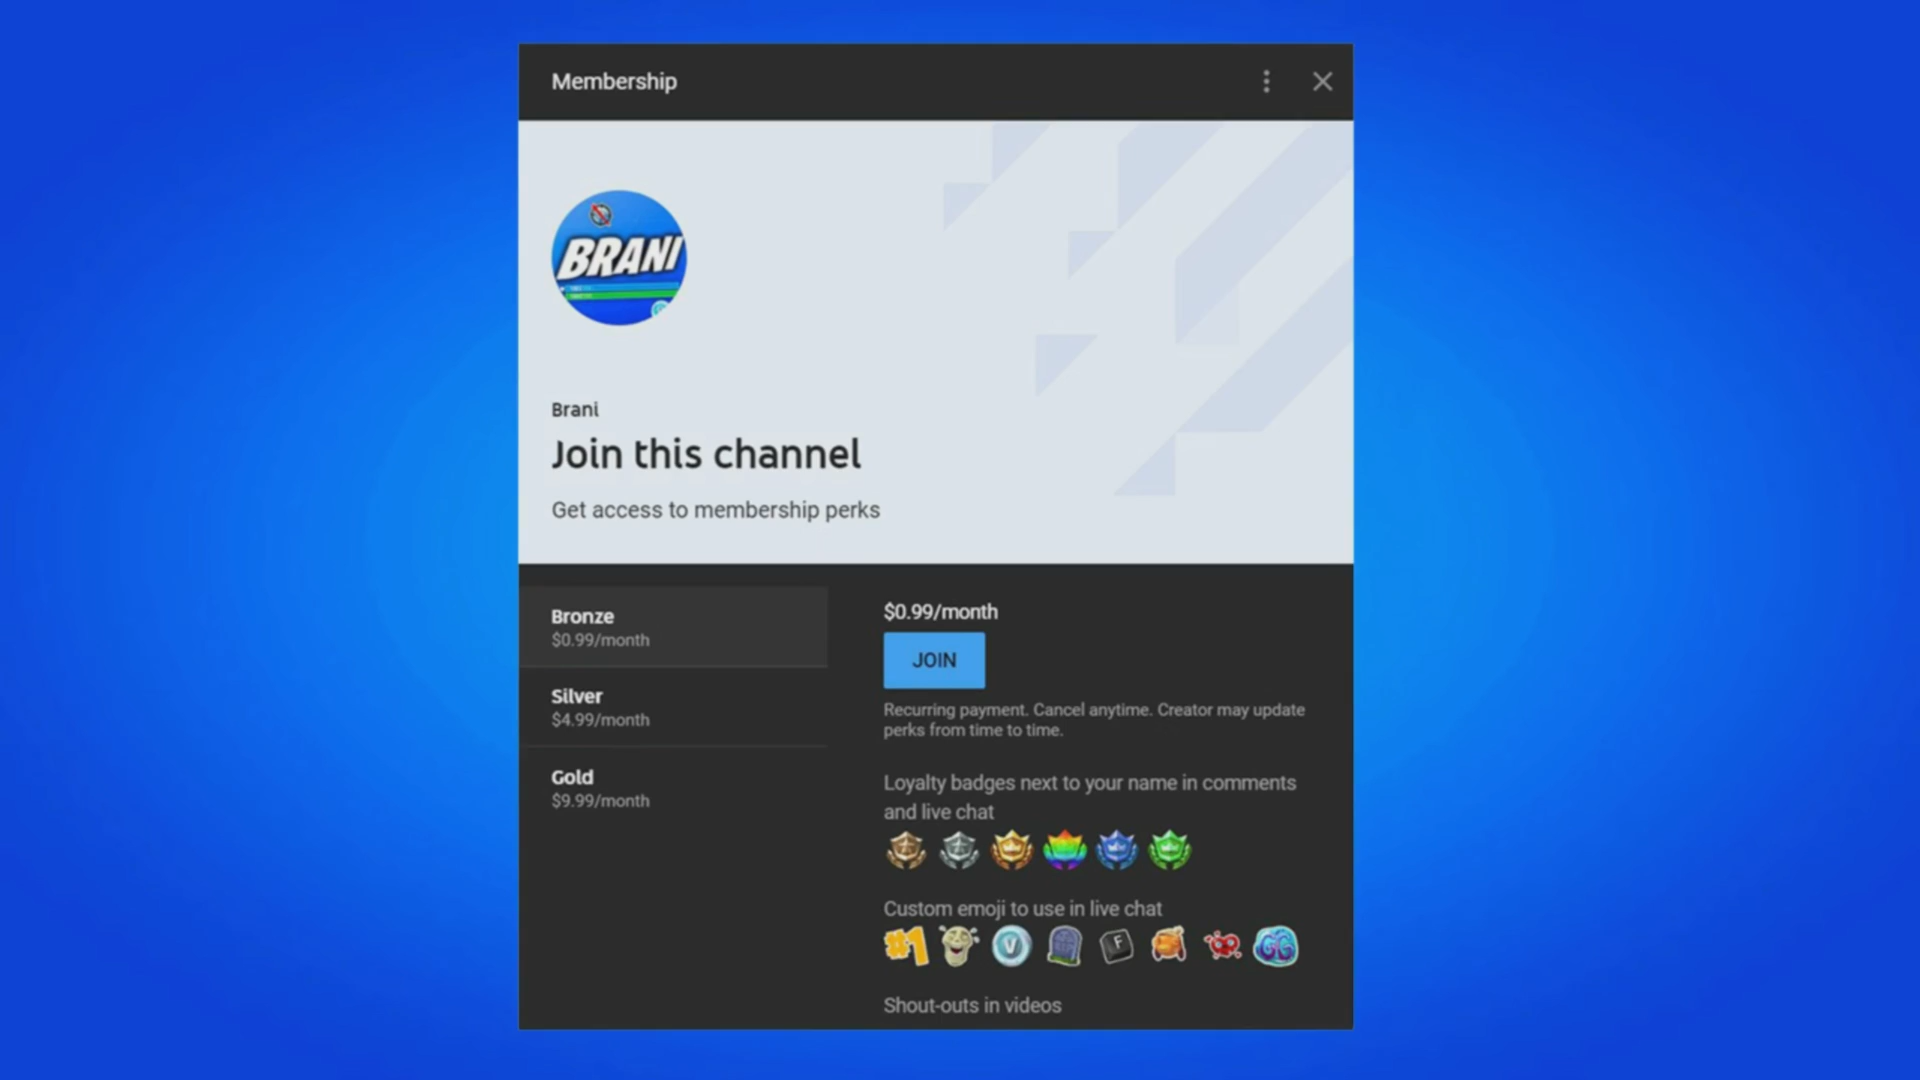 Membership
BRANI
Brani
Join this channel
Get access to membership perks
Bronze
$0.99/month
Silver
$4.99/month
Gold
$9.99/month
$0.99/month
JOIN
Recurring payment. Cancel anytime. Creator may update
perks from time to time.
Loyalty badges next to your name in comments
and live chat
Custom emoji to use in live chat
#1
V
F
GG
Shout-outs in videos